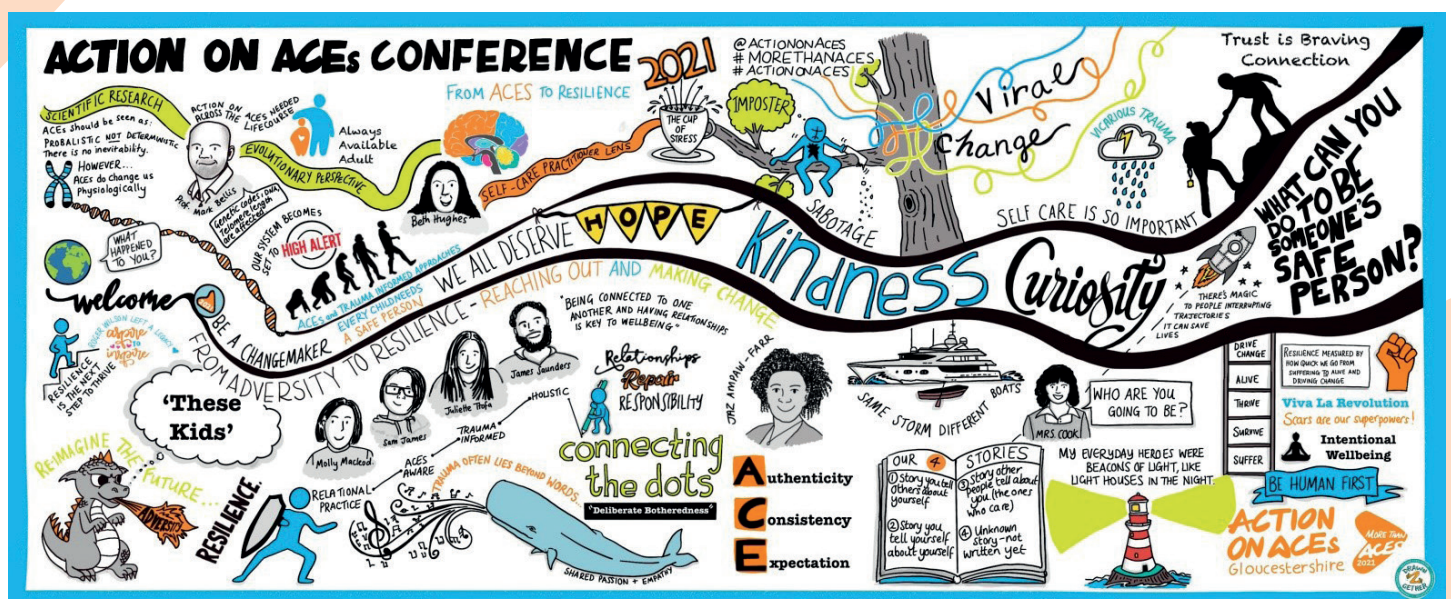 ACTION ON ACEs CONFERENCE
2021
SCIENTIFIC RESEARCH
ACEs should be seen as:
PROBALISTIC NOT DETERMINISTIC
There is no inevitability.
HOWEVER...
ACEs do change us
Physiologically
ACTION ON ACEs NEEDED
ACROSS THE LIFECOURSE
Prof. Mark Bellis
Always
Available
Adult
EVOLUTIONARY PERSPECTIVE
Genetic codes, DNA,
Telomere length
are affected
FROM ACES TO RESILIENCE
Beth Hughes
SELF-CARE PRACTITIONER LENS
THE CUP
OF
STRESS
@ACTIONONACES
#MORETHANACES
#ACTIONONACES
IMPOSTER
SABOTAGE
Viral
Change
VICARIOUS TRAUMA
SELF CARE IS SO IMPORTANT
Trust is Braving
Connection
WHAT CAN YOU
DO TO BE
SOMEONE'S
SAFE
PERSON?
WHAT
HAPPENED
TO YOU?
OUR SYSTEM BECOMES
SET TO HIGH ALERT
ACEs AND TRAUMA INFORMED APPROACHES
EVERY CHILD NEEDS
A SAFE PERSON
welcome
BE A CHANGEMAKER
WE ALL DESERVE
HOPE
Kindness
Curiosity
THERE'S MAGIC
TO PEOPLE INTERRUPTING
TRAJECTORIES
IT CAN SAVE
LIVES
FROM ADVERSITY TO RESILIENCE - REACHING OUT AND MAKING CHANGE
ROGER WILSON LEFT A LEGACY
aspire
to
inspire
RESILIENCE
IS THE NEXT
STEP TO THRIVE
'These
Kids'
RE-IMAGINE THE FUTURE...
ADVERSITY
RESILIENCE.
Molly Macleod
Sam James
Juliette
James Saunders
"BEING CONNECTED TO ONE
ANOTHER AND HAVING RELATIONSHIPS
IS KEY TO WELLBEING"
Relationships
Repair
RESPONSIBILITY
HOLISTIC
TRAUMA
INFORMED
ACES
AWARE
RELATIONAL
PRACTICE
TRAUMA OFTEN LIES BEYOND WORDS.
SHARED PASSION + EMPATHY
connecting
the dots
"Deliberate Botheredness"
JAZ AMPAW-FARR
Authenticity
Consistency
Expectation
SAME STORM DIFFERENT BOATS
OUR 4 STORIES
① Story you tell
others about
yourself
② Story you
tell yourself
about yourself
③ Story other
people tell about
you (the ones
who care)
④ Unknown
story - not
written yet
MRS. COOK
WHO ARE YOU
GOING TO BE?
MY EVERYDAY HEROES WERE
BEACONS OF LIGHT, LIKE
LIGHT HOUSES IN THE NIGHT.
DRIVE
CHANGE
ALIVE
THRIVE
SURVIVE
SUFFER
RESILIENCE MEASURED BY
HOW QUICK WE GO FROM
SUFFERING TO ALIVE AND
DRIVING CHANGE
Viva La Revolution
Scars are our superpowers!
Intentional
Wellbeing
BE HUMAN FIRST
ACTION
ON ACEs
Gloucestershire
MORE THAN
ACEs
2021
DRAWN
2
GETHER